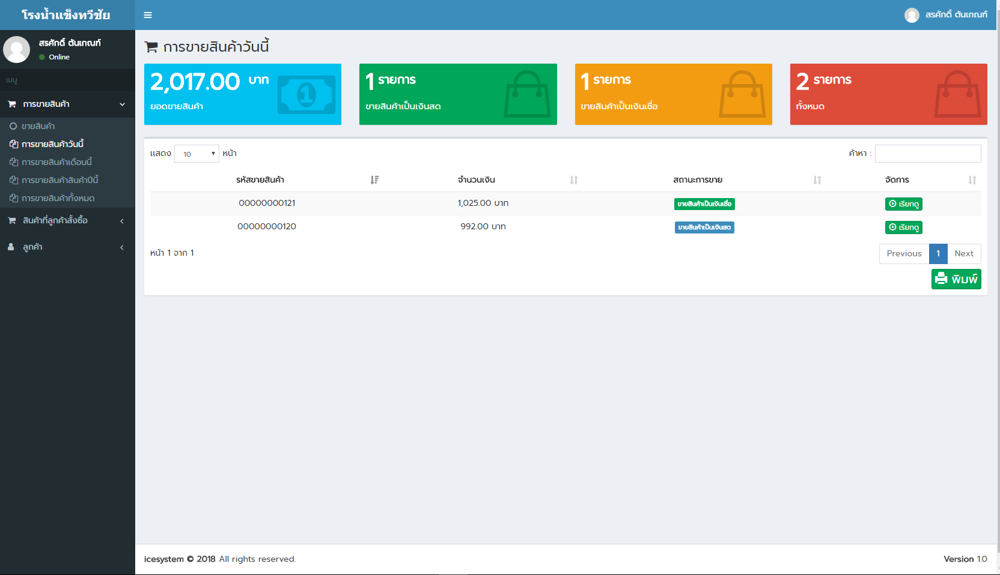 โรงน้ำแข็งทวีชัย
สรศักดิ์ ตันเกณฑ์
สรศักดิ์ ตันเกณฑ์
Online
เมนู
การขายสินค้า
ขายสินค้า
การขายสินค้าวันนี้
การขายสินค้าเดือนนี้
การขายสินค้าสินค้าปีนี้
การขายสินค้าทั้งหมด
สินค้าที่ลูกค้าสั่งซื้อ
ลูกค้า
การขายสินค้าวันนี้
2,017.00 บาท
ยอดขายสินค้า
1 รายการ
ขายสินค้าเป็นเงินสด
1 รายการ
ขายสินค้าเป็นเงินเชื่อ
2 รายการ
ทั้งหมด
แสดง 10 หน้า
ค้าหา :
รหัสขายสินค้า จำนวนเงิน สถานะการขาย จัดการ
00000000121 1,025.00 บาท ขายสินค้าเป็นเงินเชื่อ เรียกดู
00000000120 992.00 บาท ขายสินค้าเป็นเงินสด เรียกดู
หน้า 1 จาก 1
Previous 1 Next
พิมพ์
icesystem © 2018 All rights reserved.
Version 1.0